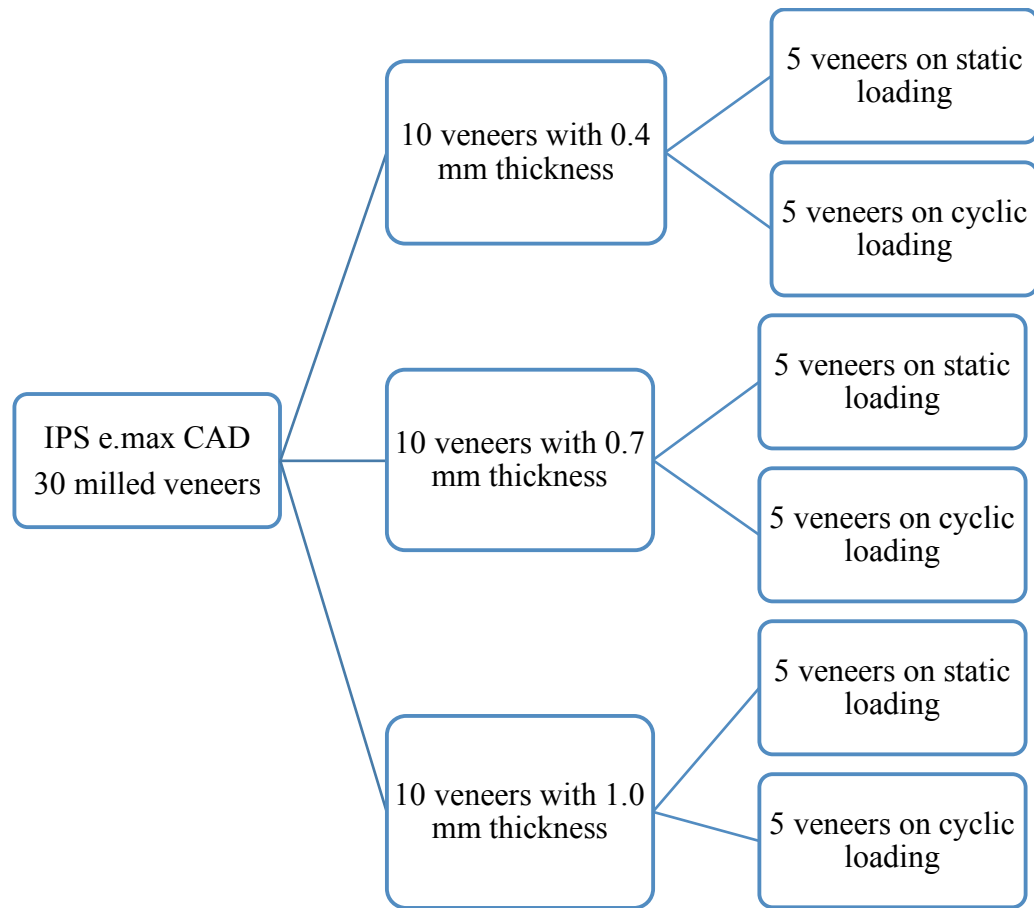 IPS e.max CAD
30 milled veneers
10 veneers with 0.4
mm thickness
5 veneers on static
loading
5 veneers on cyclic
loading
10 veneers with 0.7
mm thickness
5 veneers on static
loading
5 veneers on cyclic
loading
10 veneers with 1.0
mm thickness
5 veneers on static
loading
5 veneers on cyclic
loading